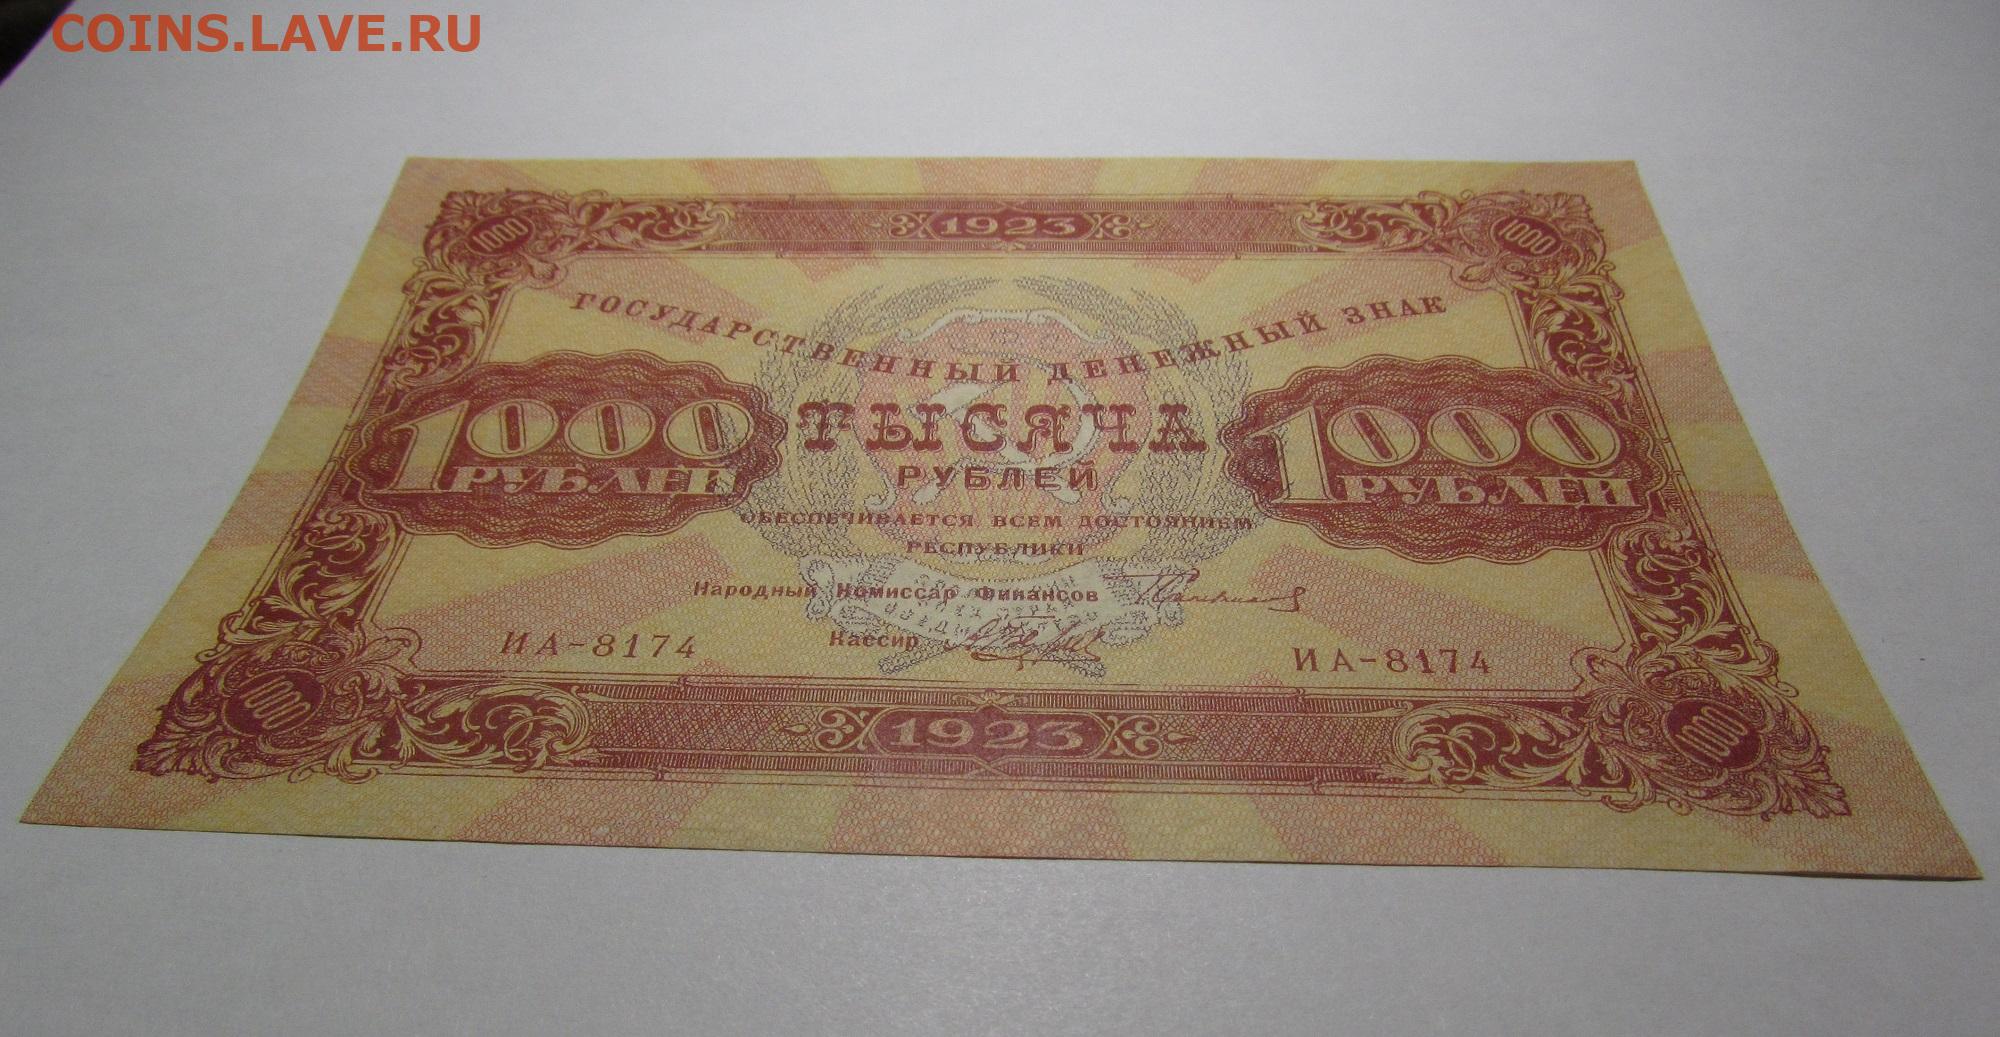 COINS.LAVE.RU
1000 1923 1000
ГОСУДАРСТВЕННЫЙ ДЕНЕЖНЫЙ ЗНАК
1000 РУБЛЕЙ
ТЫСЯЧА
РУБЛЕЙ
1000 РУБЛЕЙ
ОБЕСПЕЧИВАЕТСЯ ВСЕМ ДОСТОЯНИЕМ
РЕСПУБЛИКИ
Народный Комиссар Финансов
Кассир
ИА-8174
ИА-8174
1000 1923 1000